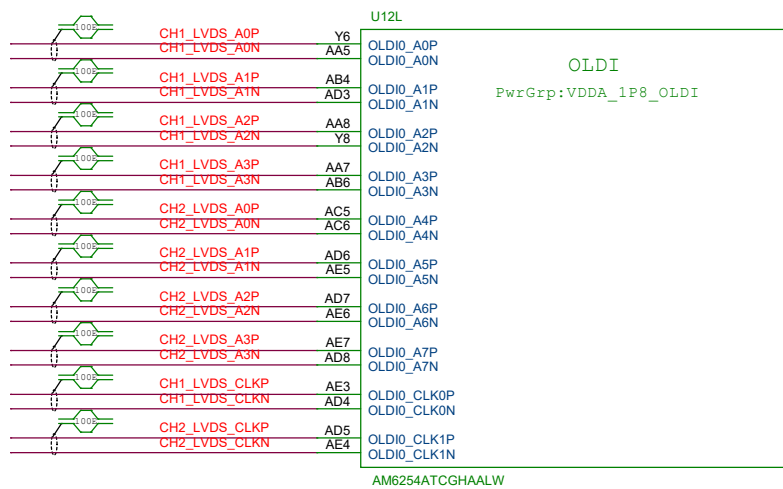 U12L
100E
CH1_LVDS_A0P Y6 OLDI0_A0P
CH1_LVDS_A0N AA5 OLDI0_A0N
OLDI
PwrGrp:VDDA_1P8_OLDI
100E
CH1_LVDS_A1P AB4 OLDI0_A1P
CH1_LVDS_A1N AD3 OLDI0_A1N
100E
CH1_LVDS_A2P AA8 OLDI0_A2P
CH1_LVDS_A2N Y8 OLDI0_A2N
100E
CH1_LVDS_A3P AA7 OLDI0_A3P
CH1_LVDS_A3N AB6 OLDI0_A3N
100E
CH2_LVDS_A0P AC5 OLDI0_A4P
CH2_LVDS_A0N AC6 OLDI0_A4N
100E
CH2_LVDS_A1P AD6 OLDI0_A5P
CH2_LVDS_A1N AE5 OLDI0_A5N
100E
CH2_LVDS_A2P AD7 OLDI0_A6P
CH2_LVDS_A2N AE6 OLDI0_A6N
100E
CH2_LVDS_A3P AE7 OLDI0_A7P
CH2_LVDS_A3N AD8 OLDI0_A7N
100E
CH1_LVDS_CLKP AE3 OLDI0_CLK0P
CH1_LVDS_CLKN AD4 OLDI0_CLK0N
100E
CH2_LVDS_CLKP AD5 OLDI0_CLK1P
CH2_LVDS_CLKN AE4 OLDI0_CLK1N
AM6254ATCGHAALW